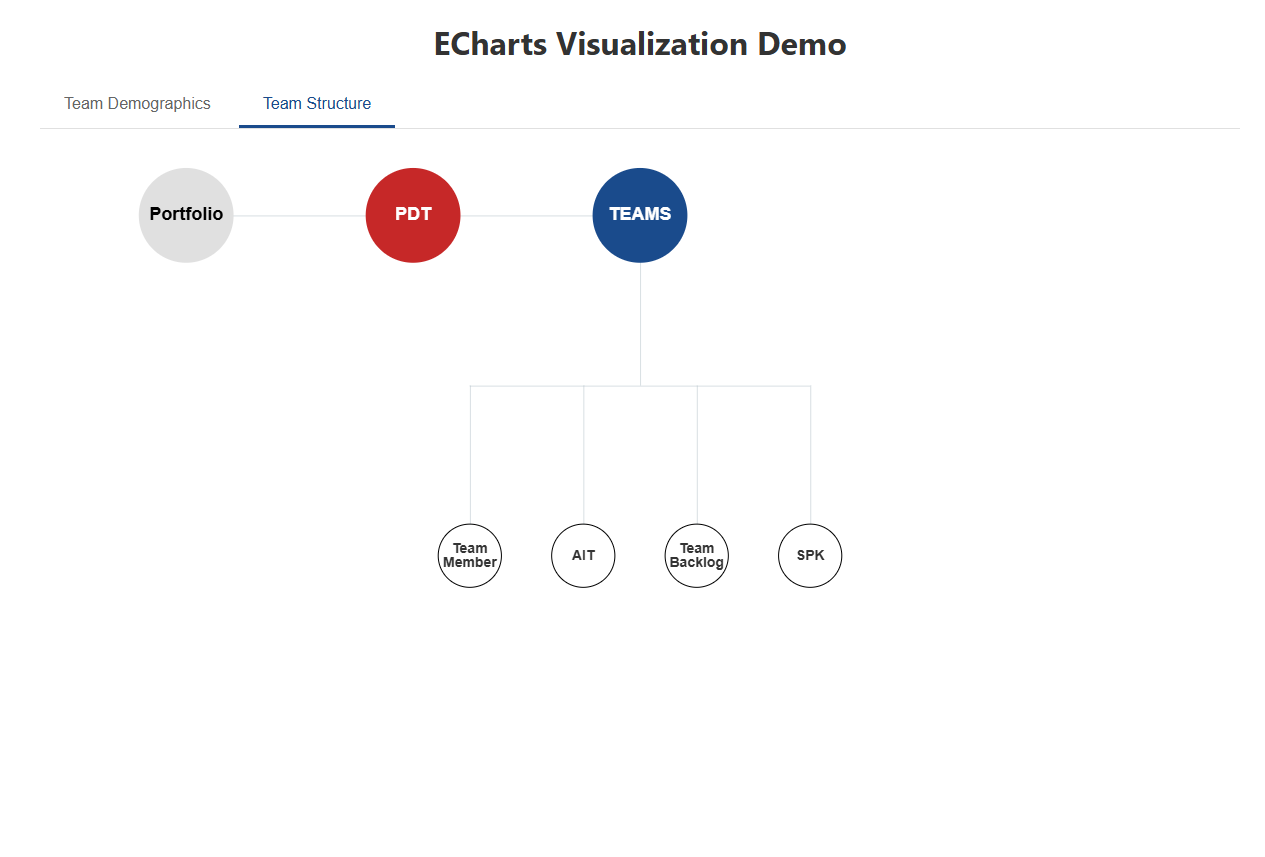 ECharts Visualization Demo
Team Demographics
Team Structure
Portfolio
PDT
TEAMS
Team
Member
AIT
Team
Backlog
SPK